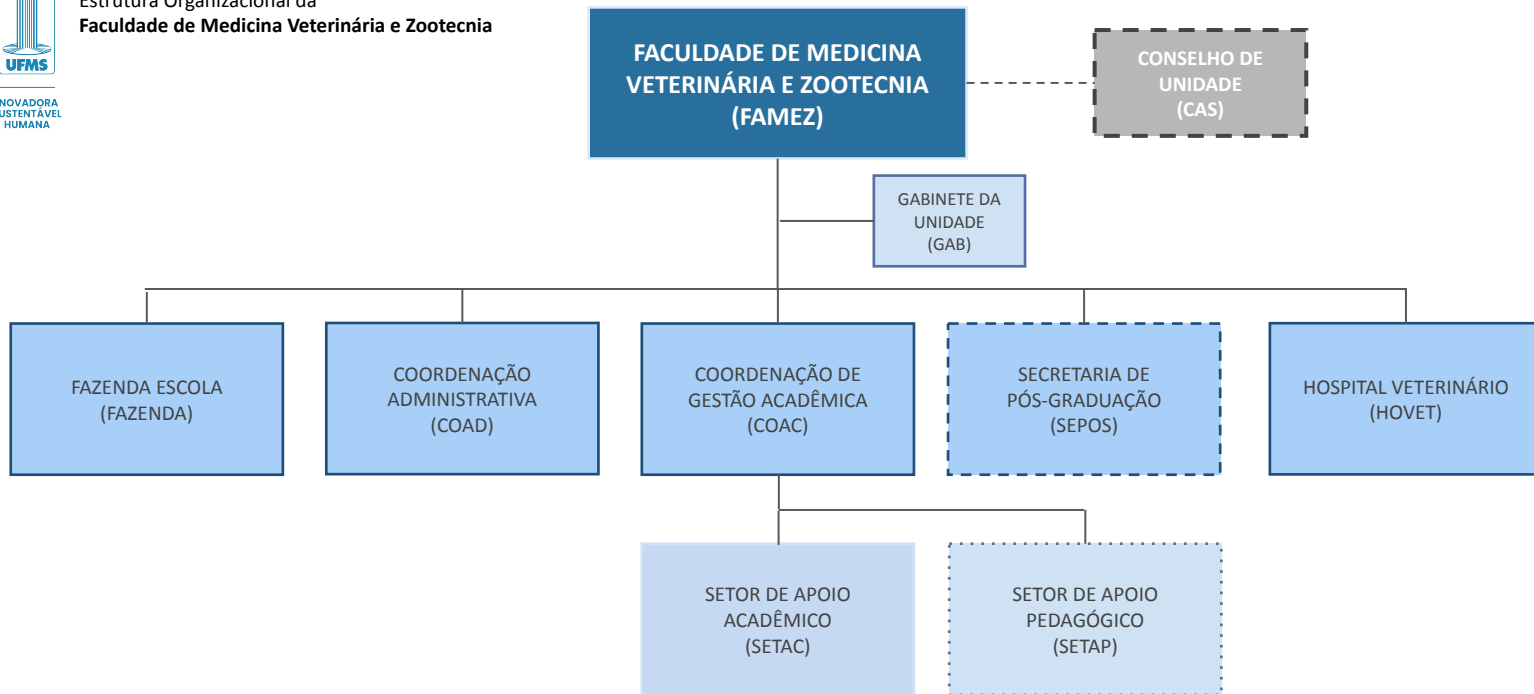 Estrutura Organizacional da
Faculdade de Medicina Veterinária e Zootecnia
UFMS
HUMANA
FACULDADE DE MEDICINA
VETERINÁRIA E ZOOTECNIA
(FAMEZ)
CONSELHO DE
UNIDADE
(CAS)
GABINETE DA
UNIDADE
(GAB)
FAZENDA ESCOLA
(FAZENDA)
COORDENAÇÃO
ADMINISTRATIVA
(COAD)
COORDENAÇÃO DE
GESTÃO ACADÊMICA
(COAC)
SECRETARIA DE
PÓS-GRADUAÇÃO
(SEPOS)
HOSPITAL VETERINÁRIO
(HOVET)
SETOR DE APOIO
ACADÊMICO
(SETAC)
SETOR DE APOIO
PEDAGÓGICO
(SETAP)